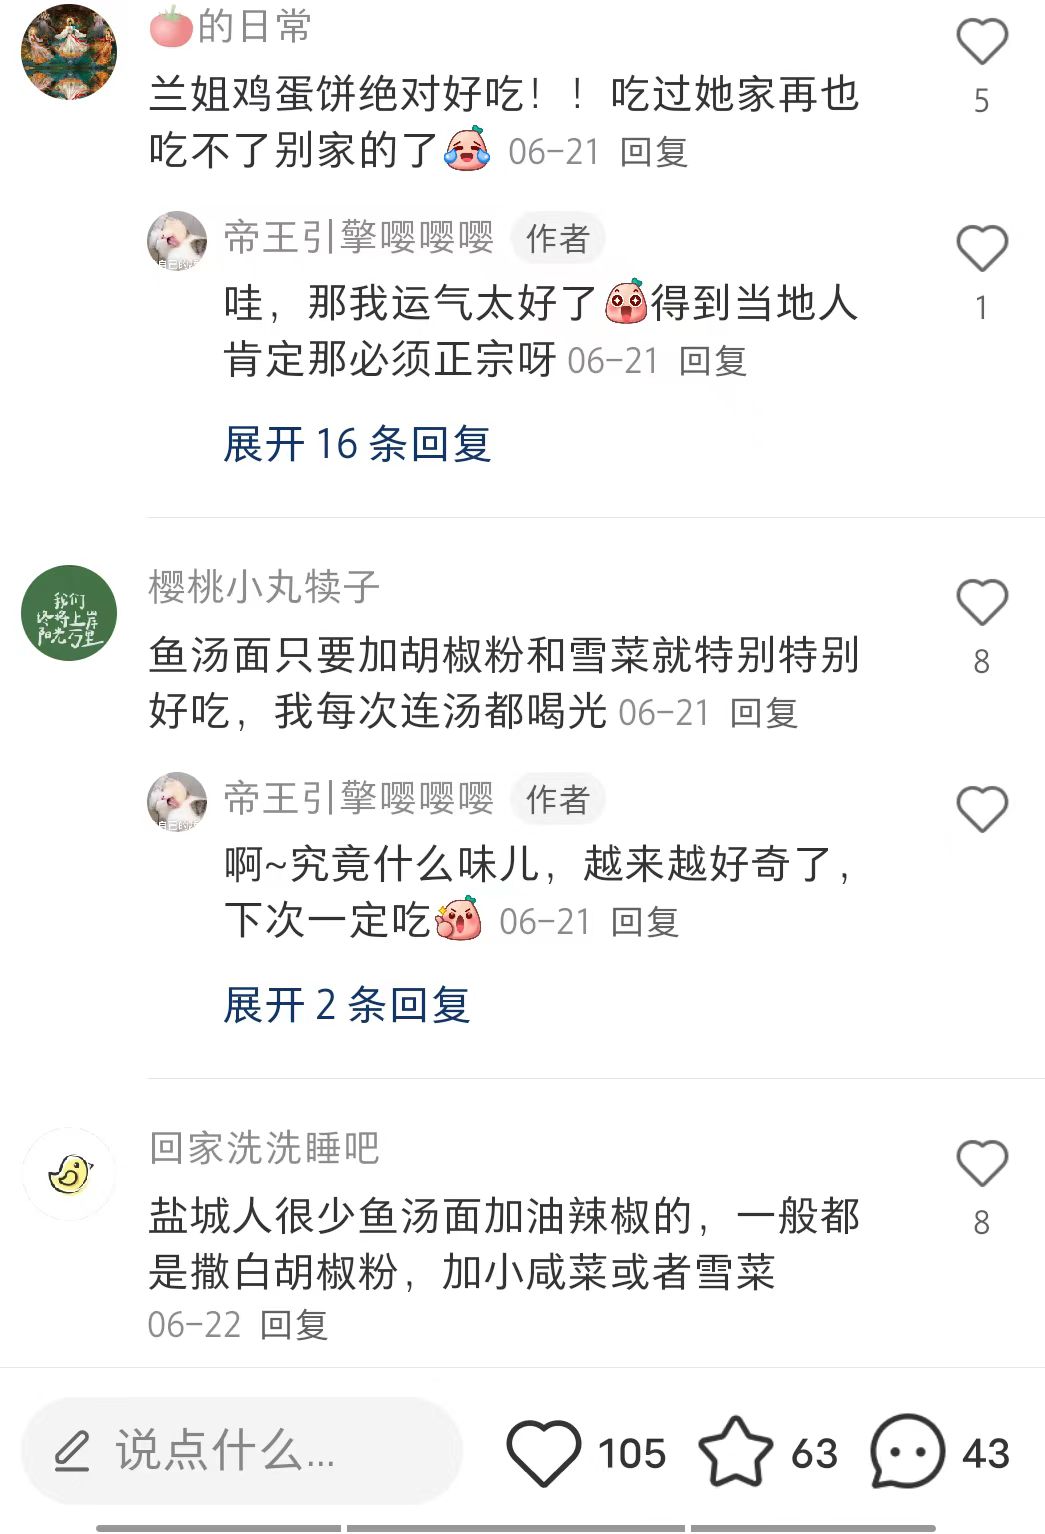 🍅的日常
5
兰姐鸡蛋饼绝对好吃！！吃过她家再也
吃不了别家的了 06-21 回复
帝王引擎嘤嘤嘤 作者
1
哇，那我运气太好了得到当地人
肯定那必须正宗呀 06-21 回复
展开 16 条回复
我们
终将上岸
阳光万里
樱桃小丸犊子
8
鱼汤面只要加胡椒粉和雪菜就特别特别
好吃，我每次连汤都喝光 06-21 回复
帝王引擎嘤嘤嘤 作者
啊~究竟什么味儿，越来越好奇了，
下次一定吃 06-21 回复
展开 2 条回复
回家洗洗睡吧
8
盐城人很少鱼汤面加油辣椒的，一般都
是撒白胡椒粉，加小咸菜或者雪菜
06-22 回复
说点什么... 105 63 43